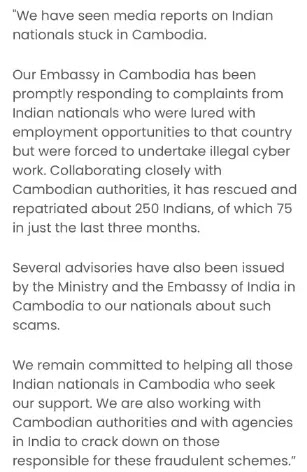 "We have seen media reports on Indian
nationals stuck in Cambodia.
Our Embassy in Cambodia has been
promptly responding to complaints from
Indian nationals who were lured with
employment opportunities to that country
but were forced to undertake illegal cyber
work. Collaborating closely with
Cambodian authorities, it has rescued and
repatriated about 250 Indians, of which 75
in just the last three months.
Several advisories have also been issued
by the Ministry and the Embassy of India in
Cambodia to our nationals about such
scams.
We remain committed to helping all those
Indian nationals in Cambodia who seek
our support. We are also working with
Cambodian authorities and with agencies
in India to crack down on those
responsible for these fraudulent schemes."